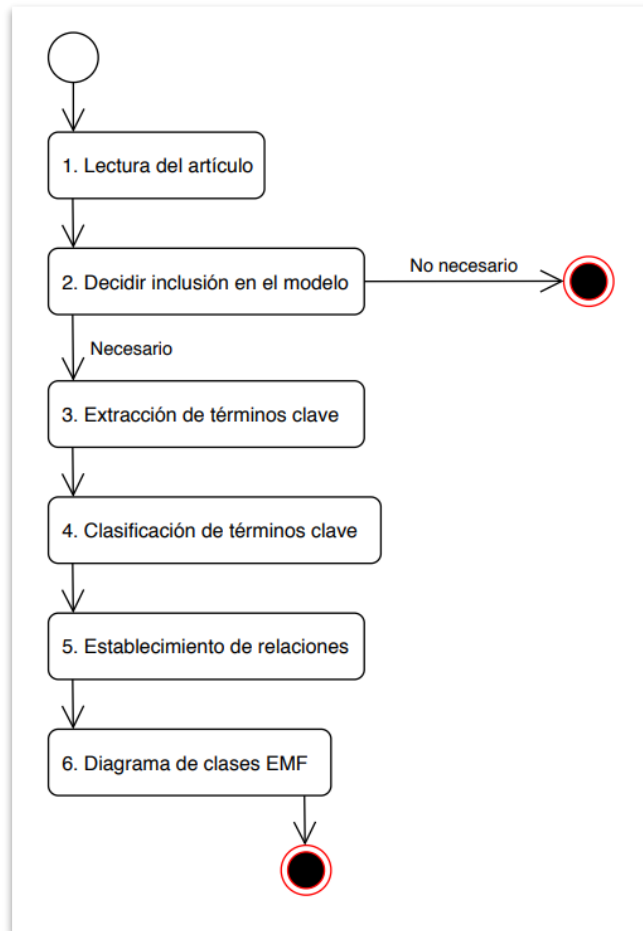 1. Lectura del artículo
2. Decidir inclusión en el modelo
No necesario
Necesario
3. Extracción de términos clave
4. Clasificación de términos clave
5. Establecimiento de relaciones
6. Diagrama de clases EMF